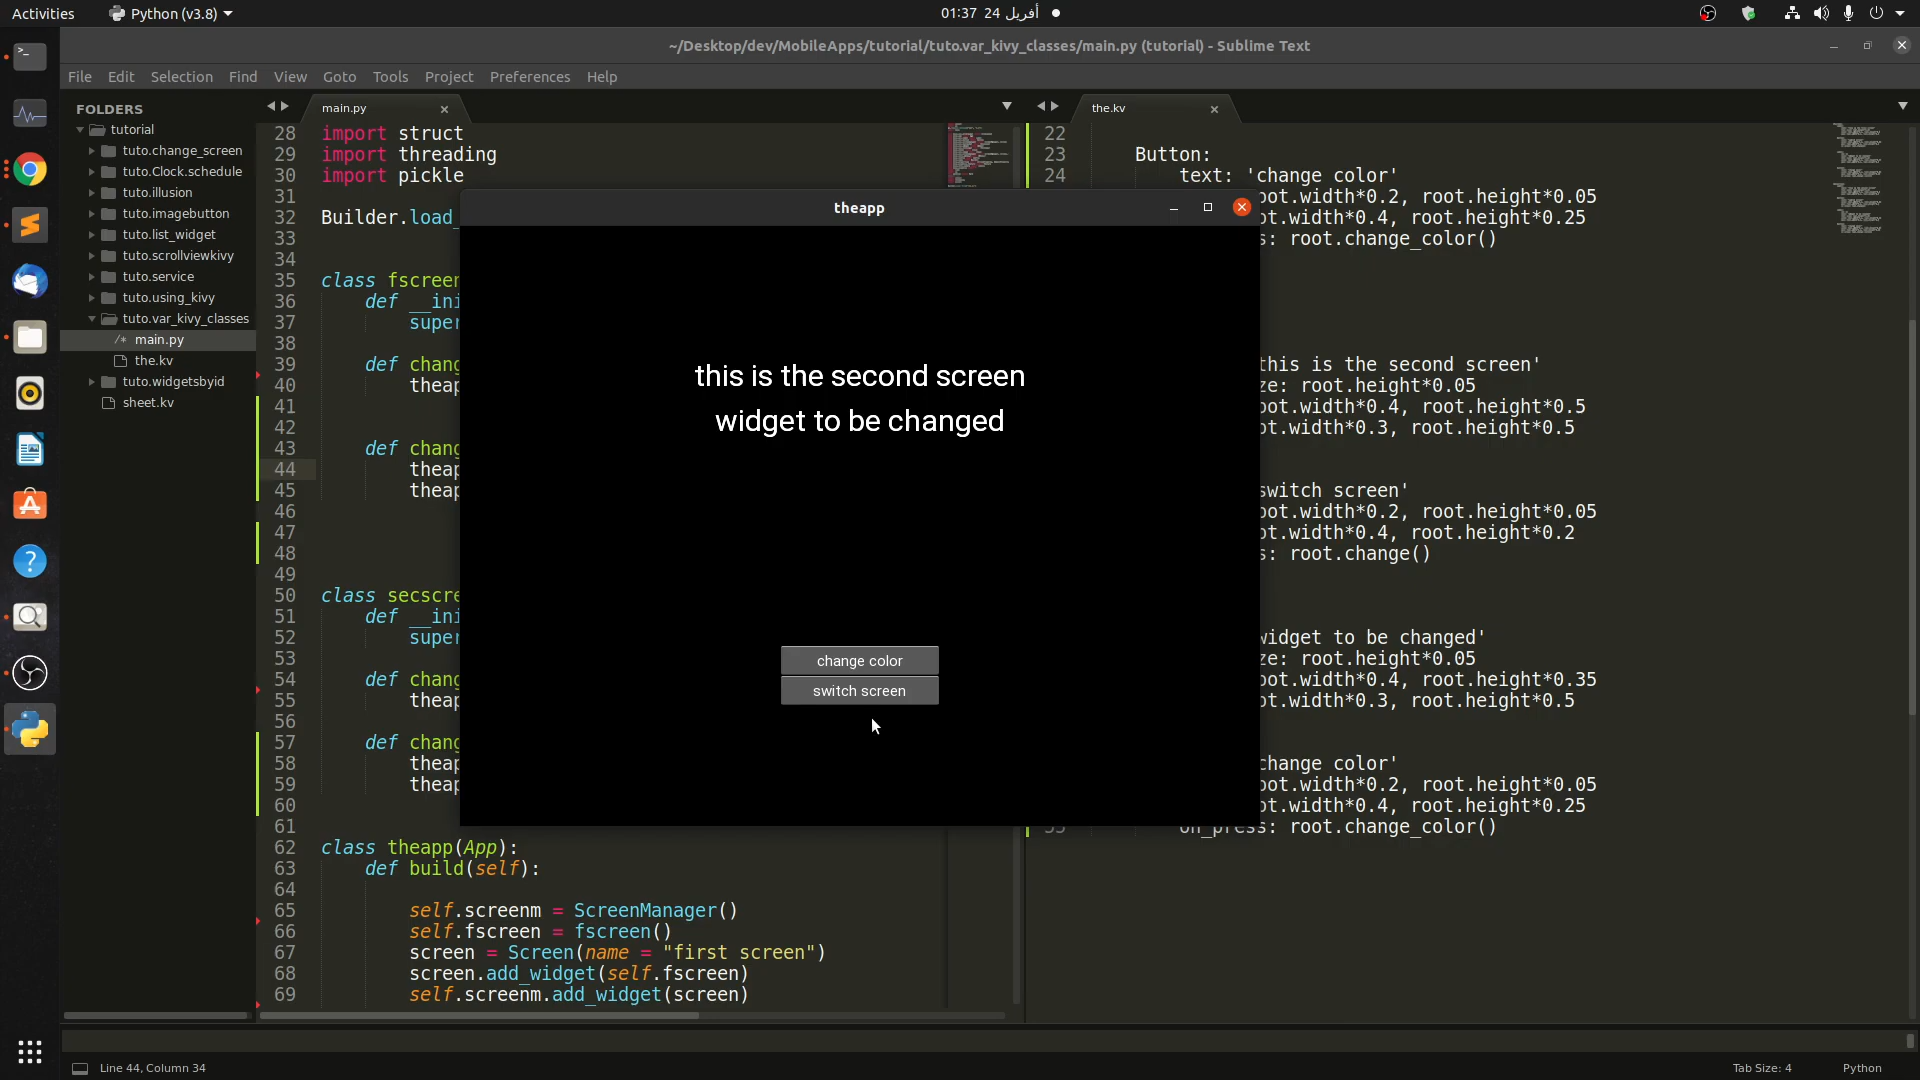 Activities
Python (v3.8)
01:37 24 أفريل
~/Desktop/dev/MobileApps/tutorial/tuto.var_kivy_classes/main.py (tutorial) - Sublime Text
File Edit Selection Find View Goto Tools Project Preferences Help
FOLDERS
tutorial
tuto.change_screen
tuto.Clock.schedule
tuto.illusion
tuto.imagebutton
tuto.list_widget
tuto.scrollviewkivy
tuto.service
tuto.using_kivy
tuto.var_kivy_classes
/* main.py
the.kv
tuto.widgetsbyid
sheet.kv
main.py
28 import struct
29 import threading
30 import pickle
31
32 Builder.load_
33
34
35 class fscreen
36 def __ini
37 super
38
39 def chang
40 theap
41
42
43 def chang
44 theap
45 theap
46
47
48
49
50 class secscre
51 def __ini
52 super
53
54 def chang
55 theap
56
57 def chang
58 theap
59 theap
60
61
62 class theapp(App):
63 def build(self):
64
65 self.screenm = ScreenManager()
66 self.fscreen = fscreen()
67 screen = Screen(name = "first screen")
68 screen.add_widget(self.fscreen)
69 self.screenm.add_widget(screen)
theapp
this is the second screen
widget to be changed
change color
switch screen
the.kv
22
23 Button:
24 text: 'change color'
oot.width*0.2, root.height*0.05
ot.width*0.4, root.height*0.25
s: root.change_color()
this is the second screen'
ze: root.height*0.05
oot.width*0.4, root.height*0.5
ot.width*0.3, root.height*0.5
switch screen'
oot.width*0.2, root.height*0.05
ot.width*0.4, root.height*0.2
s: root.change()
widget to be changed'
ze: root.height*0.05
oot.width*0.4, root.height*0.35
ot.width*0.3, root.height*0.5
change color'
oot.width*0.2, root.height*0.05
ot.width*0.4, root.height*0.25
on_press: root.change_color()
Line 44, Column 34
Tab Size: 4
Python